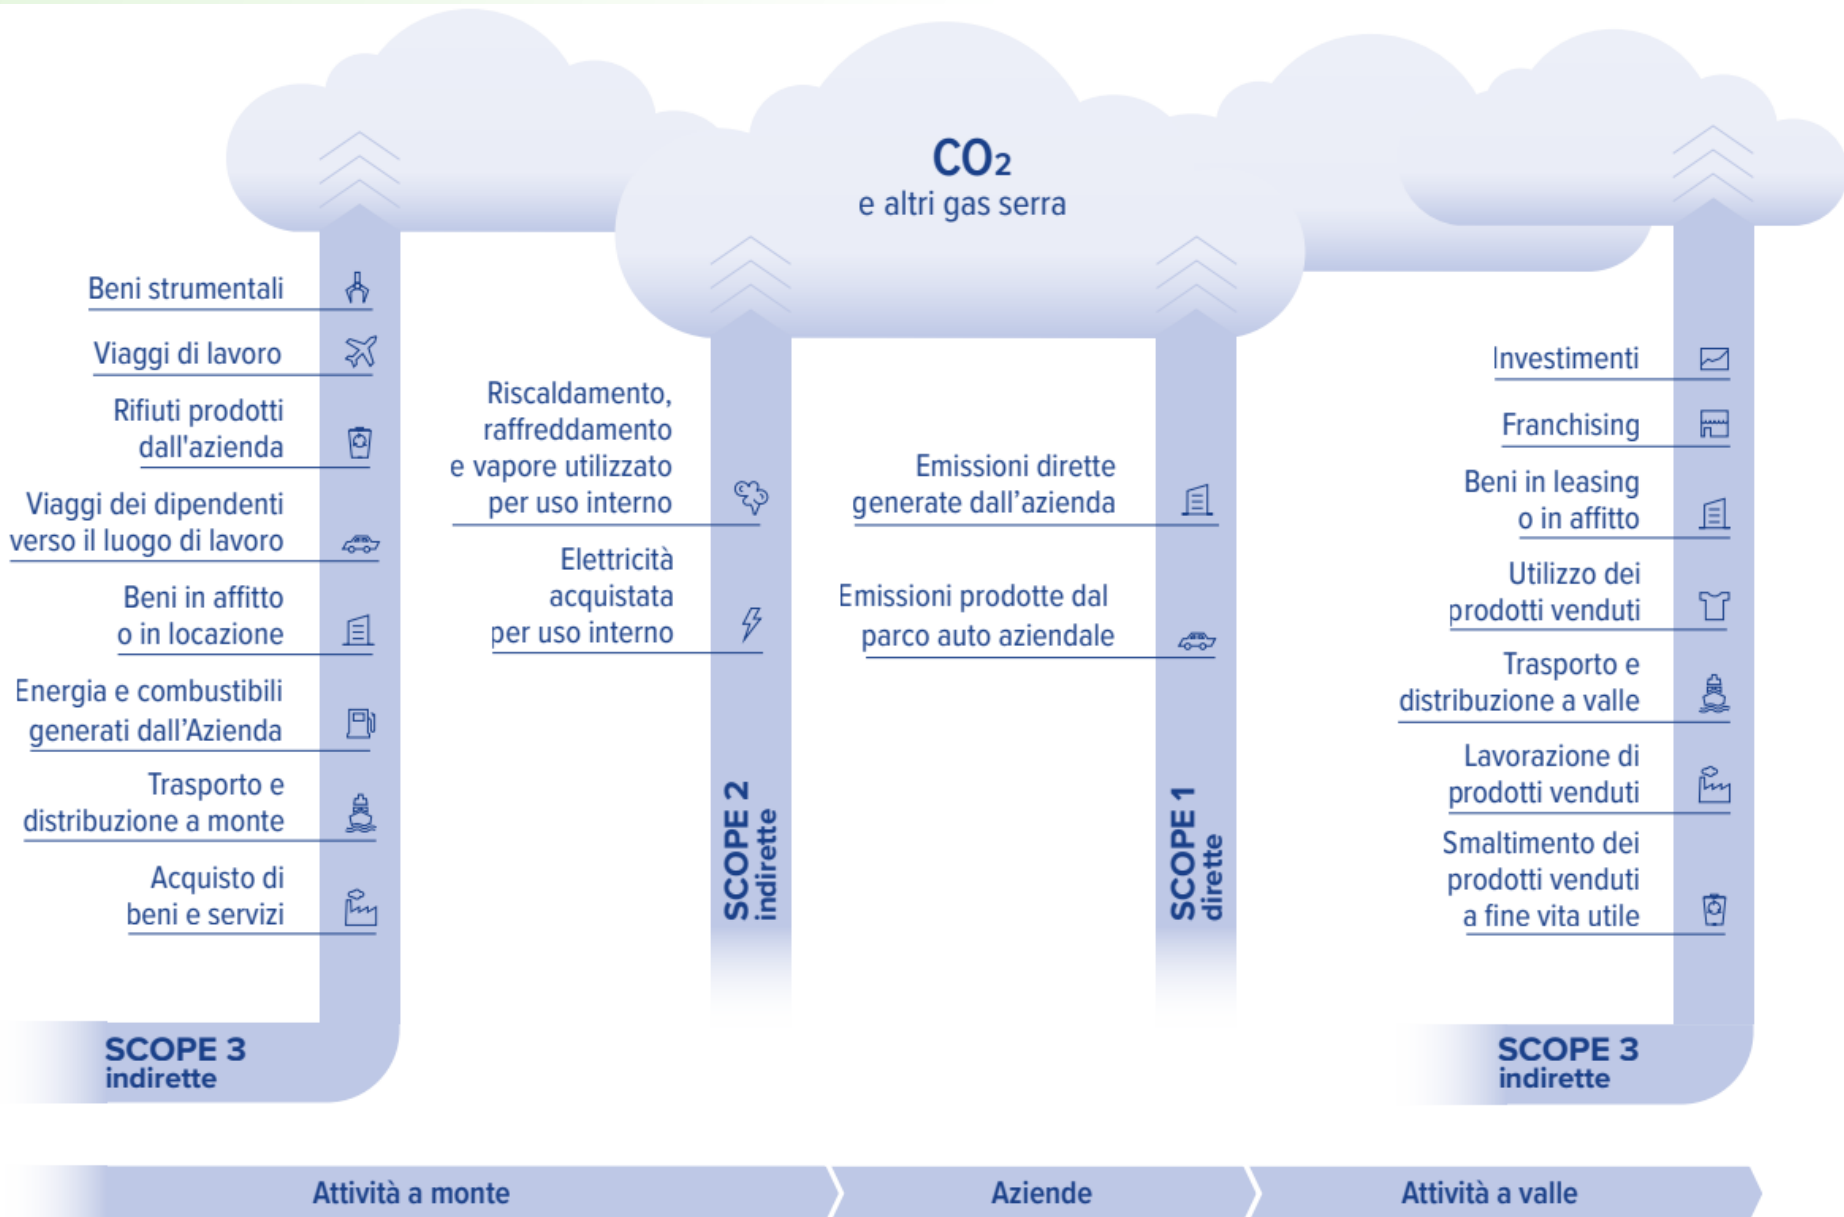 CO2
e altri gas serra
Beni strumentali
Viaggi di lavoro
Rifiuti prodotti
dall'azienda
Viaggi dei dipendenti
verso il luogo di lavoro
Beni in affitto
o in locazione
Energia e combustibili
generati dall’Azienda
Trasporto e
distribuzione a monte
Acquisto di
beni e servizi
SCOPE 3
indirette
Riscaldamento,
raffreddamento
e vapore utilizzato
per uso interno
Elettricità
acquistata
per uso interno
SCOPE 2
indirette
Emissioni dirette
generate dall’azienda
Emissioni prodotte dal
parco auto aziendale
SCOPE 1
dirette
Investimenti
Franchising
Beni in leasing
o in affitto
Utilizzo dei
prodotti venduti
Trasporto e
distribuzione a valle
Lavorazione di
prodotti venduti
Smaltimento dei
prodotti venduti
a fine vita utile
SCOPE 3
indirette
Attività a monte
Aziende
Attività a valle